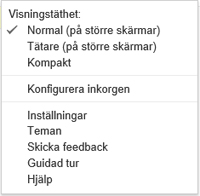 Visningstäthet:
Normal (på större skärmar)
Tätare (på större skärmar)
Kompakt
Konfigurera inkorgen
Inställningar
Teman
Skicka feedback
Guidad tur
Hjälp